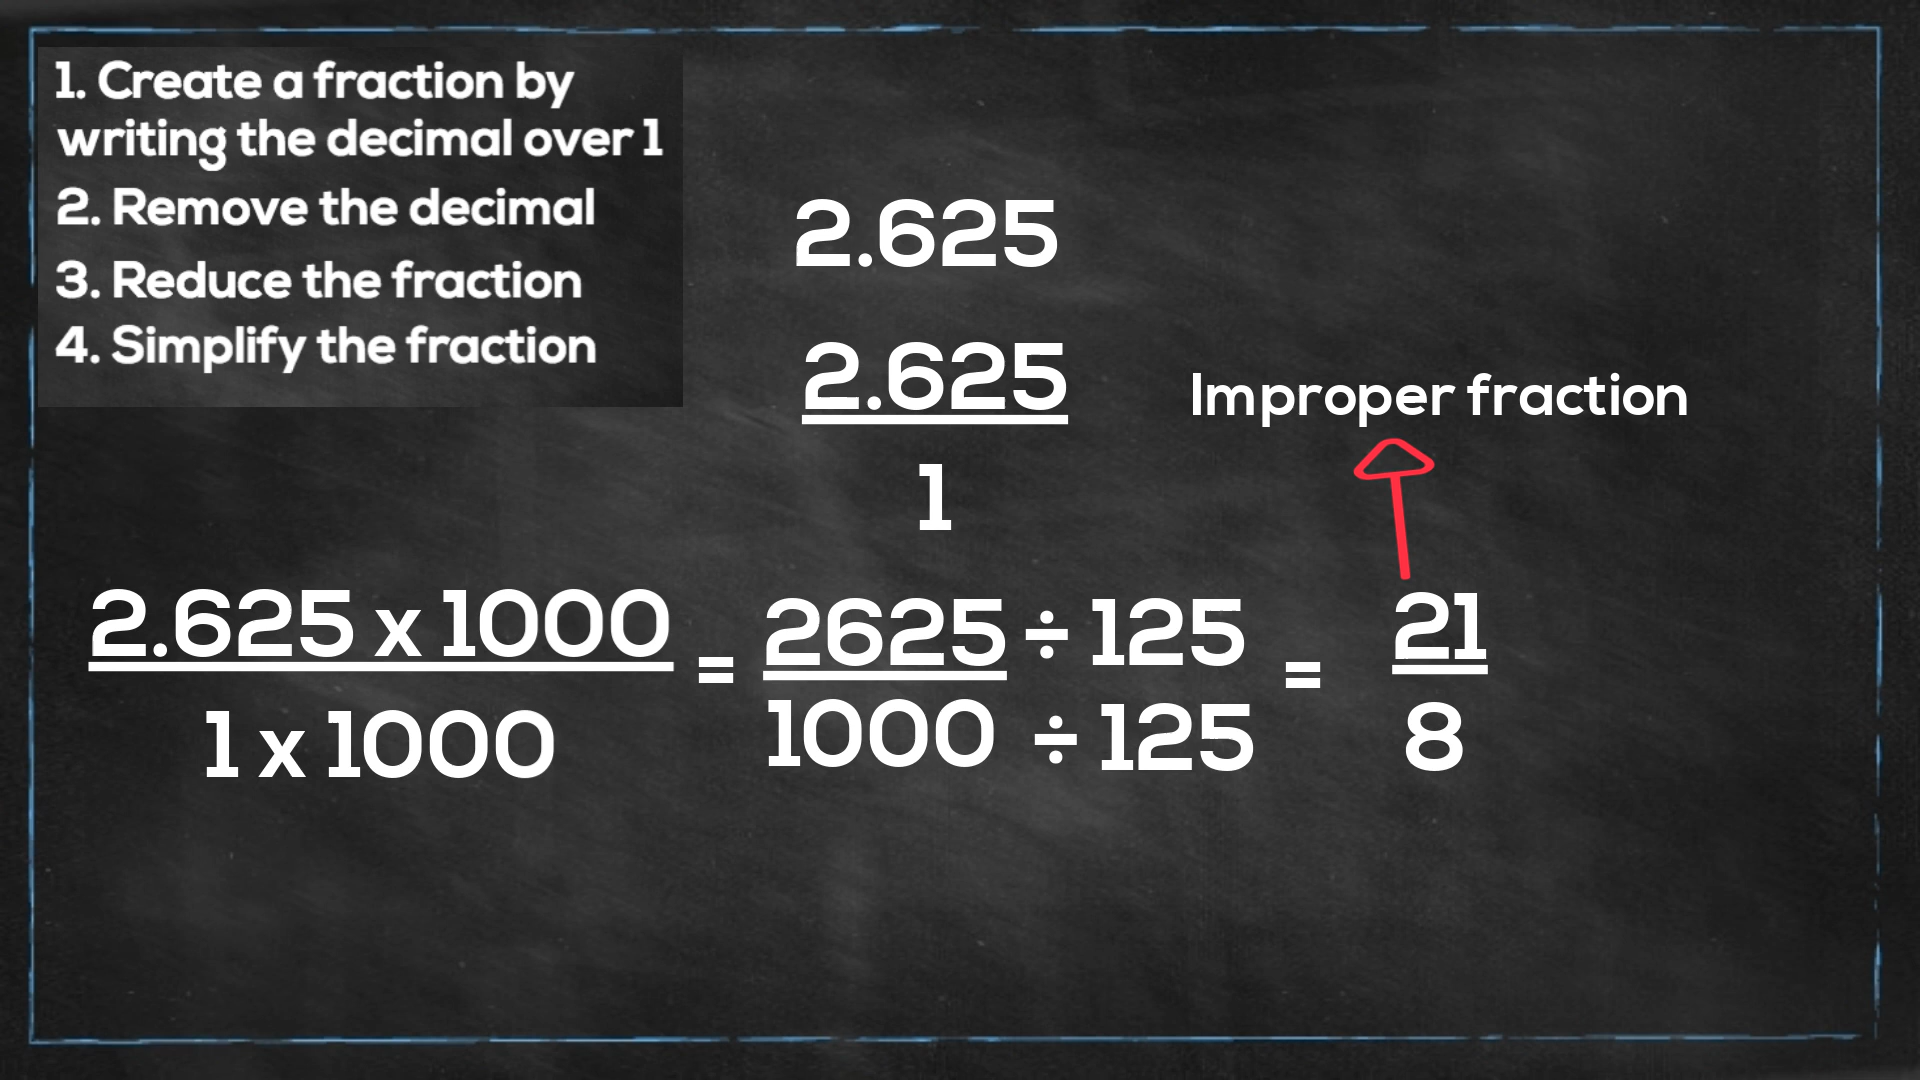 1. Create a fraction by
writing the decimal over 1
2. Remove the decimal
3. Reduce the fraction
4. Simplify the fraction
2.625
2.625
1
Improper fraction
2.625 x 1000
1 x 1000
=
2625 ÷ 125
1000 ÷ 125
=
21
8